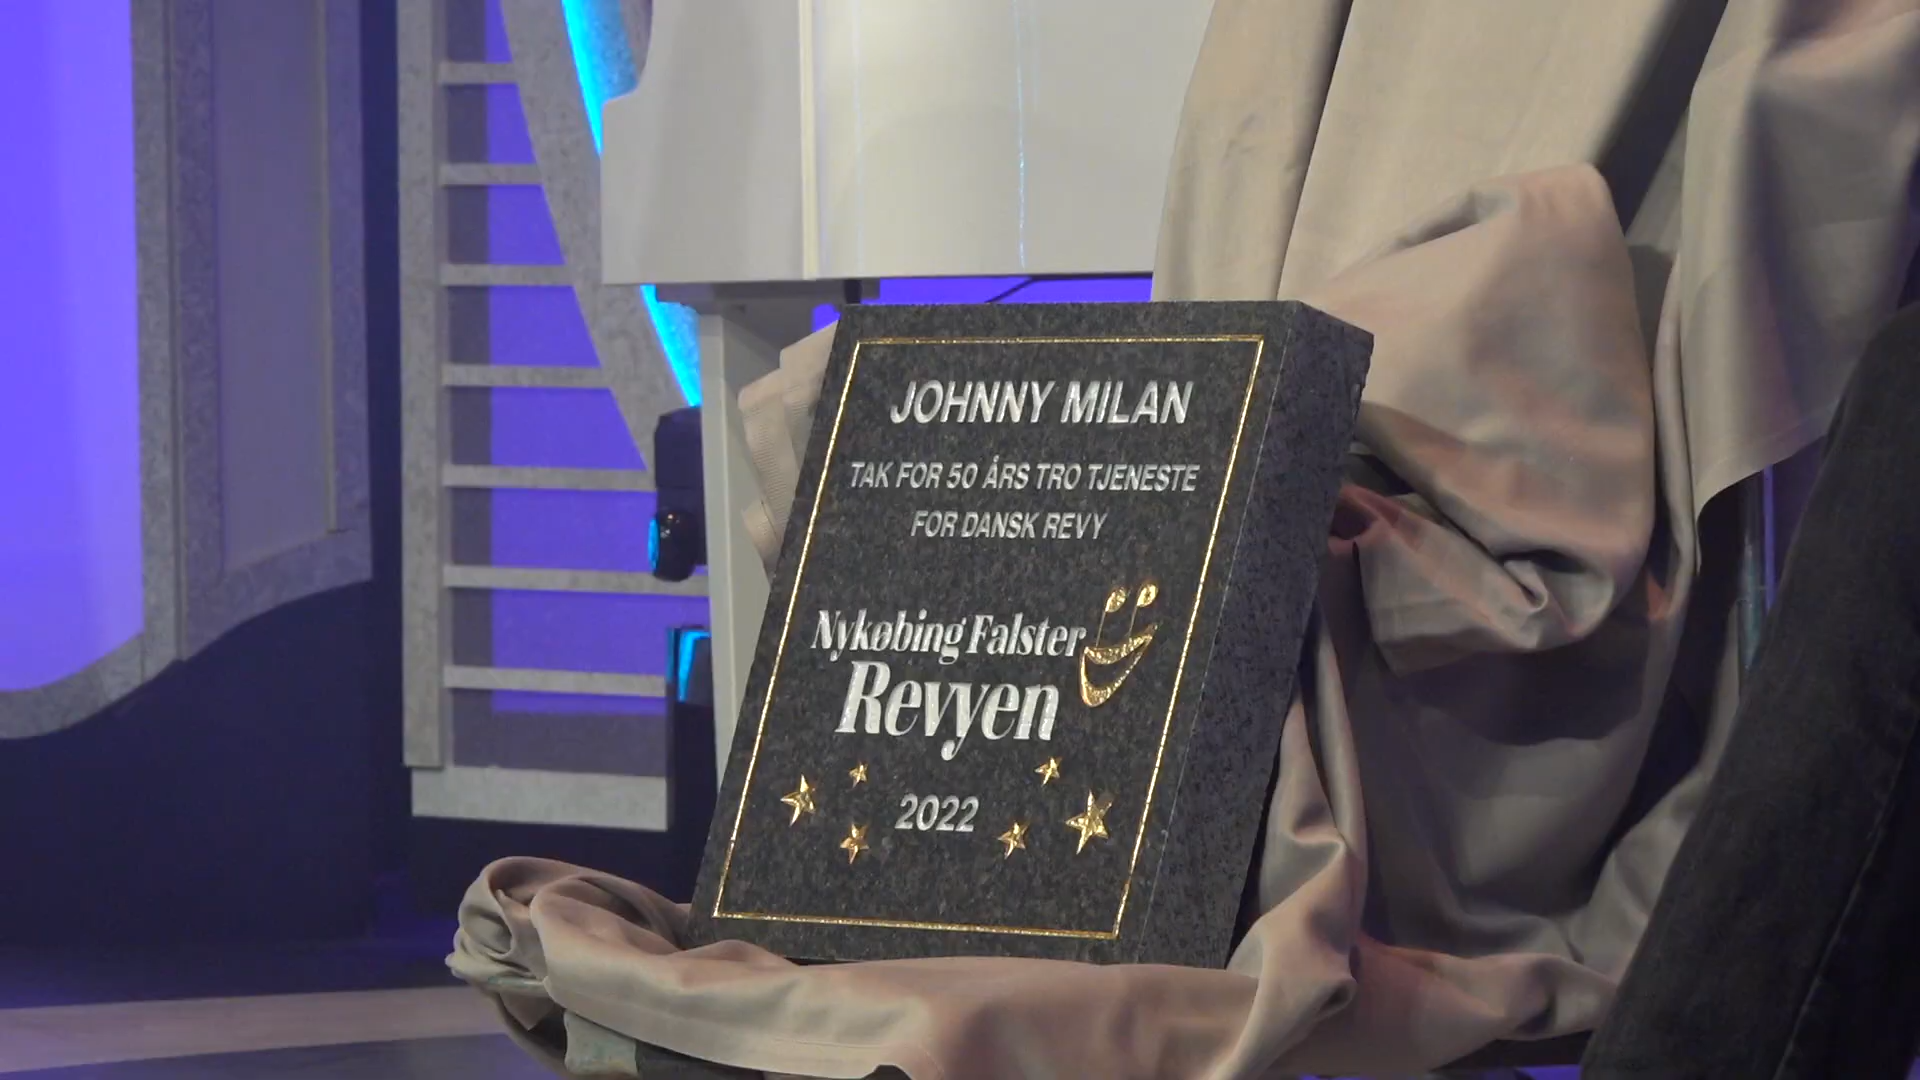 JOHNNY MILAN
TAK FOR 50 ÅRS TRO TJENESTE
FOR DANSK REVY
Nykøbing Falster
Revyen
2022